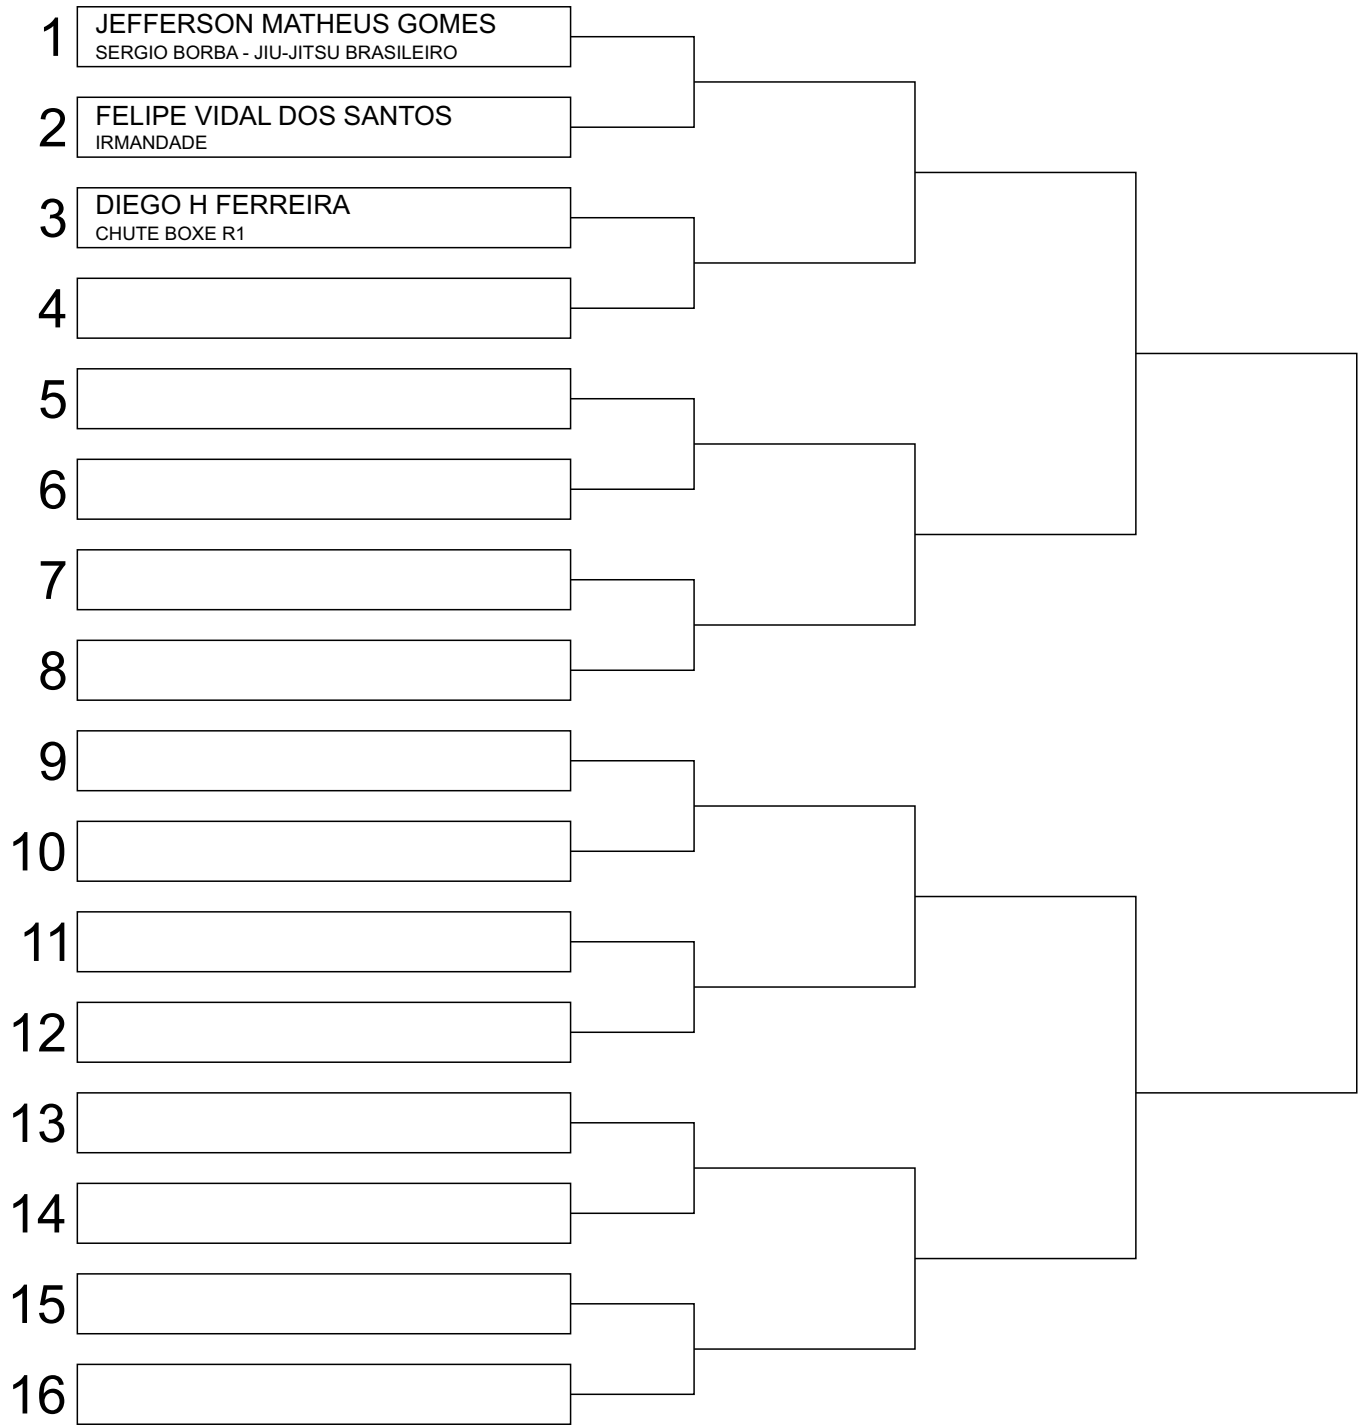 1
JEFFERSON MATHEUS GOMES
SERGIO BORBA - JIU-JITSU BRASILEIRO
2
FELIPE VIDAL DOS SANTOS
IRMANDADE
3
DIEGO H FERREIRA
CHUTE BOXE R1
4
5
6
7
8
9
10
11
12
13
14
15
16